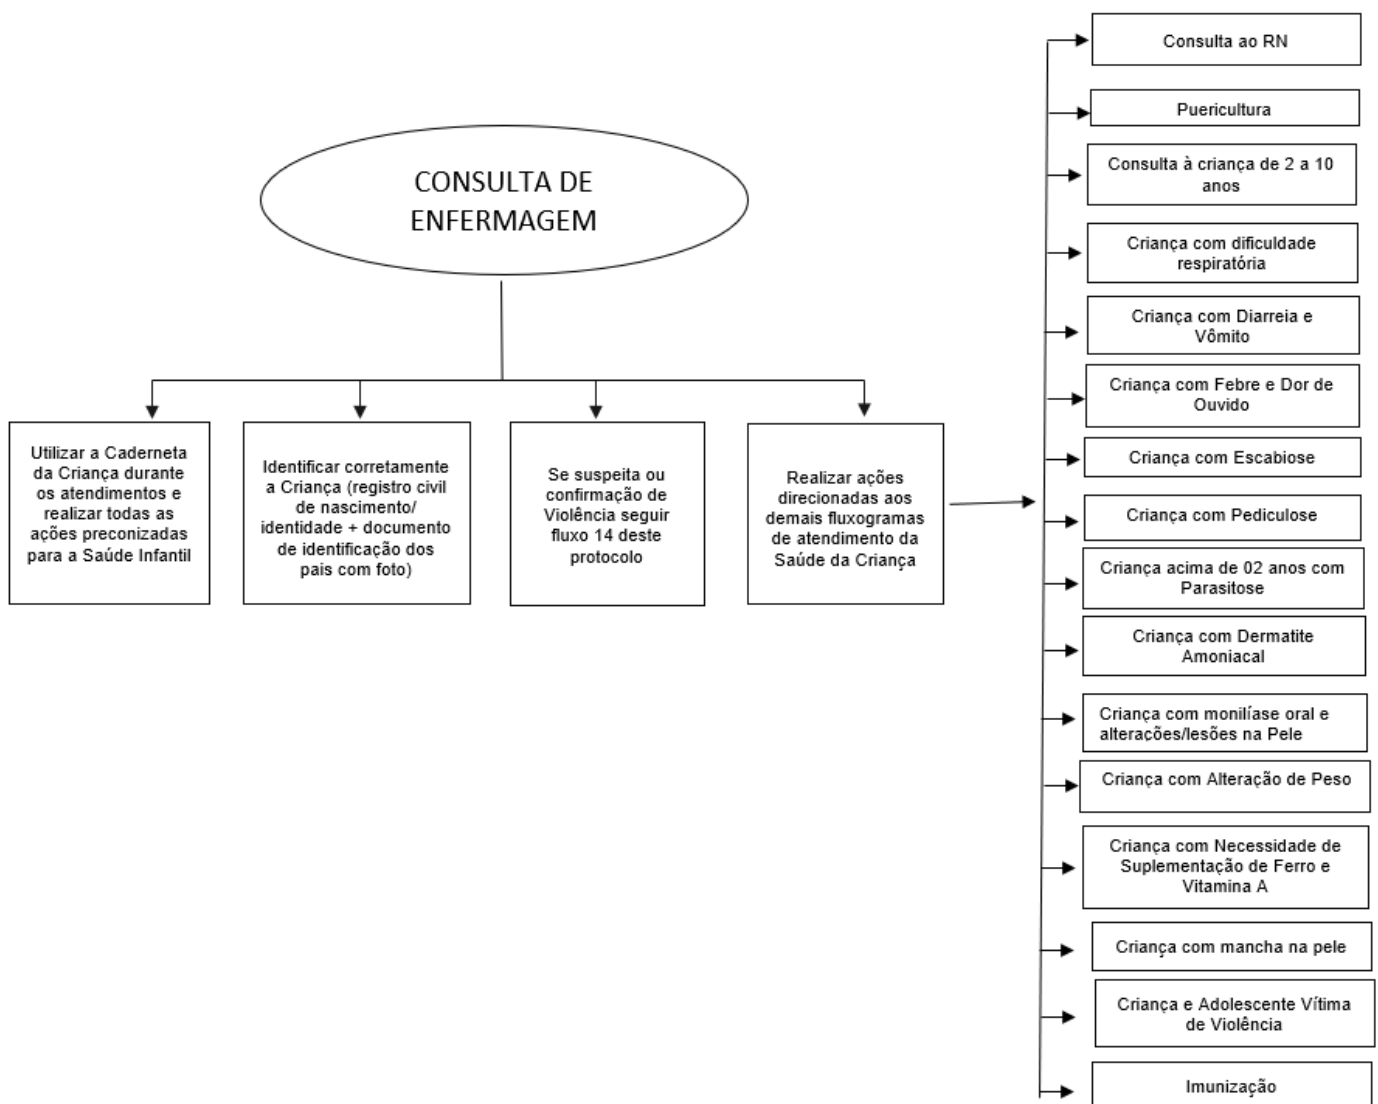 CONSULTA DE
ENFERMAGEM
Utilizar a Caderneta
da Criança durante
os atendimentos e
realizar todas as
ações preconizadas
para a Saúde Infantil
Identificar corretamente
a Criança (registro civil
de nascimento/
identidade + documento
de identificação dos
pais com foto)
Se suspeita ou
confirmação de
Violência seguir
fluxo 14 deste
protocolo
Realizar ações
direcionadas aos
demais fluxogramas
de atendimento da
Saúde da Criança
Consulta ao RN
Puericultura
Consulta à criança de 2 a 10
anos
Criança com dificuldade
respiratória
Criança com Diarreia e
Vômito
Criança com Febre e Dor de
Ouvido
Criança com Escabiose
Criança com Pediculose
Criança acima de 02 anos com
Parasitose
Criança com Dermatite
Amoniacal
Criança com monilíase oral e
alterações/lesões na Pele
Criança com Alteração de Peso
Criança com Necessidade de
Suplementação de Ferro e
Vitamina A
Criança com mancha na pele
Criança e Adolescente Vítima
de Violência
Imunização